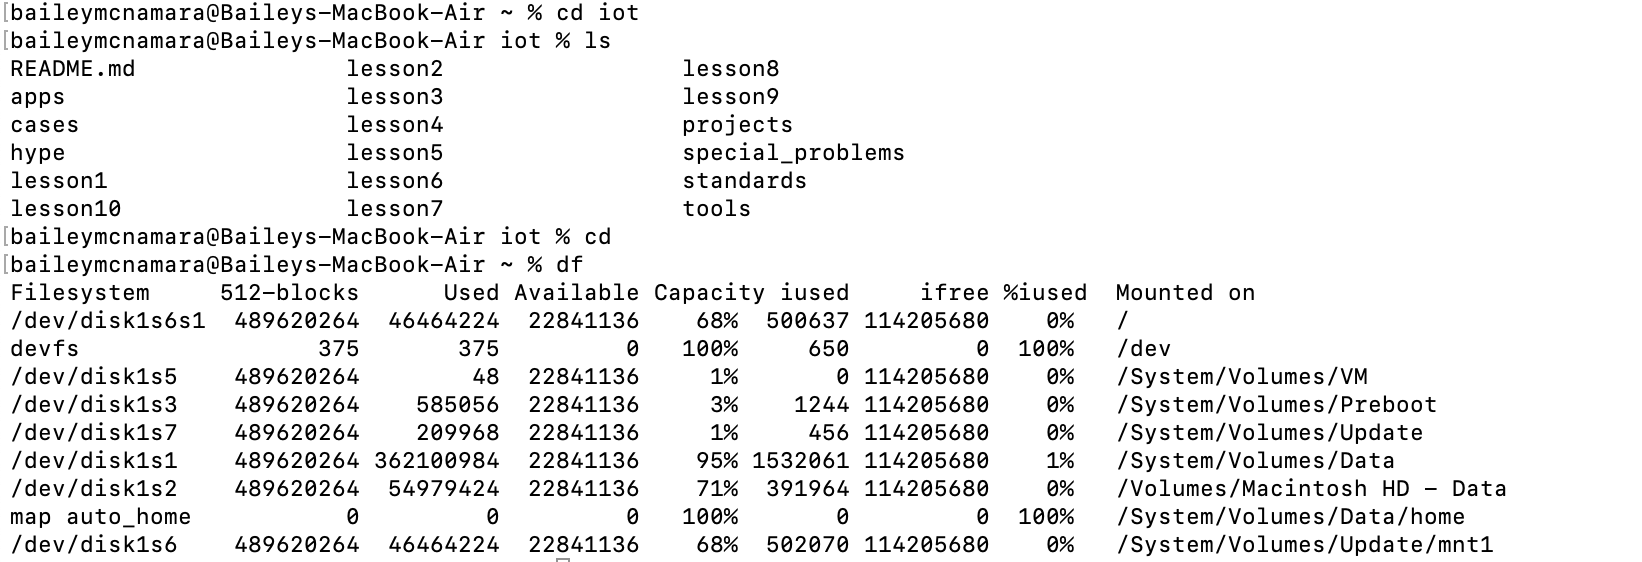 [baileymcnamara@Baileys-MacBook-Air ~ % cd iot
[baileymcnamara@Baileys-MacBook-Air iot % ls
README.md               lesson2                 lesson8
apps                    lesson3                 lesson9
cases                   lesson4                 projects
hype                    lesson5                 special_problems
lesson1                 lesson6                 standards
lesson10                lesson7                 tools
[baileymcnamara@Baileys-MacBook-Air iot % cd
[baileymcnamara@Baileys-MacBook-Air ~ % df
Filesystem     512-blocks      Used Available Capacity iused     ifree %iused  Mounted on
/dev/disk1s6s1  489620264  46464224  22841136    68%  500637 114205680    0%   /
devfs                 375       375         0   100%     650         0  100%   /dev
/dev/disk1s5    489620264        48  22841136     1%       0 114205680    0%   /System/Volumes/VM
/dev/disk1s3    489620264    585056  22841136     3%    1244 114205680    0%   /System/Volumes/Preboot
/dev/disk1s7    489620264    209968  22841136     1%     456 114205680    0%   /System/Volumes/Update
/dev/disk1s1    489620264 362100984  22841136    95% 1532061 114205680    1%   /System/Volumes/Data
/dev/disk1s2    489620264  54979424  22841136    71%  391964 114205680    0%   /Volumes/Macintosh HD - Data
map auto_home           0         0         0   100%       0         0  100%   /System/Volumes/Data/home
/dev/disk1s6    489620264  46464224  22841136    68%  502070 114205680    0%   /System/Volumes/Update/mnt1